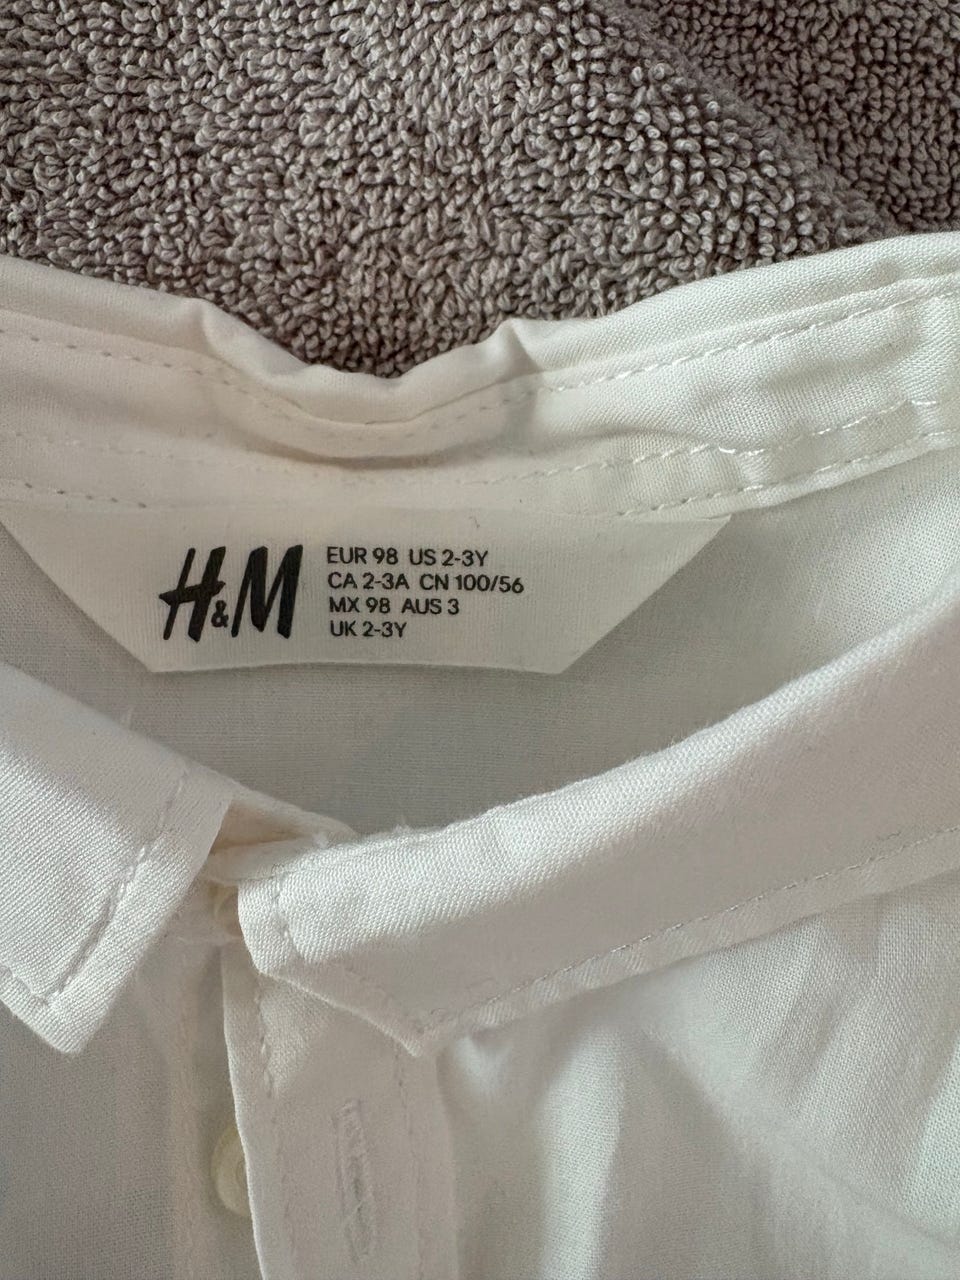 H&M
EUR 98 US 2-3Y
CA 2-3A CN 100/56
MX 98 AUS 3
UK 2-3Y